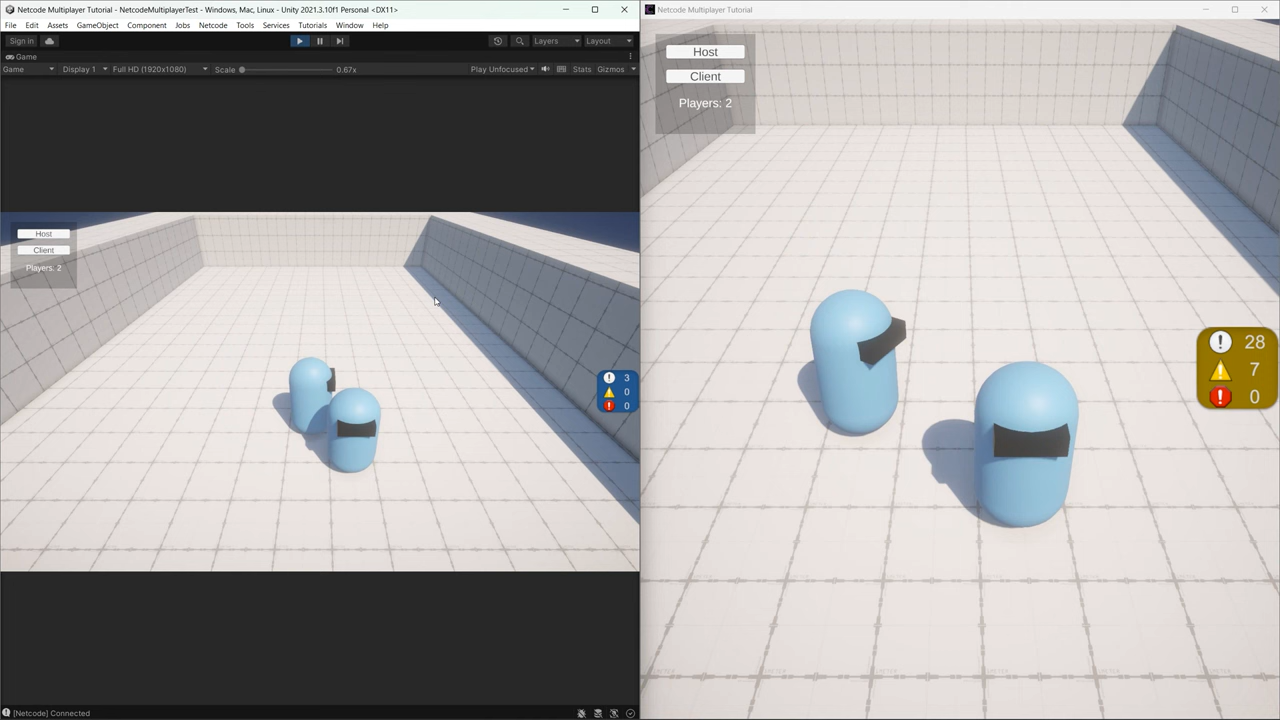 Netcode Multiplayer Tutorial - NetcodeMultiplayerTest - Windows, Mac, Linux - Unity 2021.3.10f1 Personal <DX11>
File Edit Assets GameObject Component Jobs Netcode Tools Services Tutorials Window Help
Sign in Layers Layout
Game
Game Display 1 Full HD (1920x1080) Scale 0.67x Play Unfocused Stats Gizmos
Host
Client
Players: 2
3
0
0
[Netcode] Connected
Netcode Multiplayer Tutorial
Host
Client
Players: 2
28
7
0